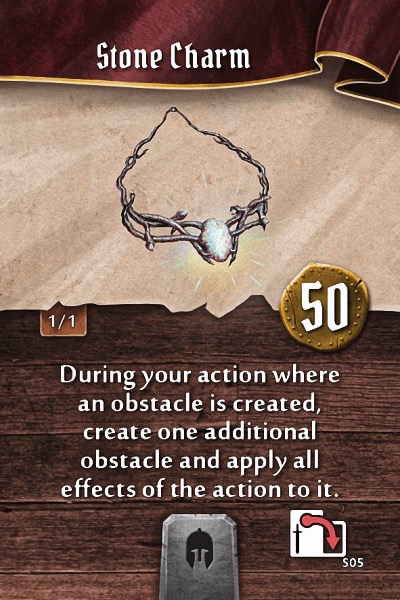 Stone Charm
1/1
50
During your action where
an obstacle is created,
create one additional
obstacle and apply all
effects of the action to it.
S05